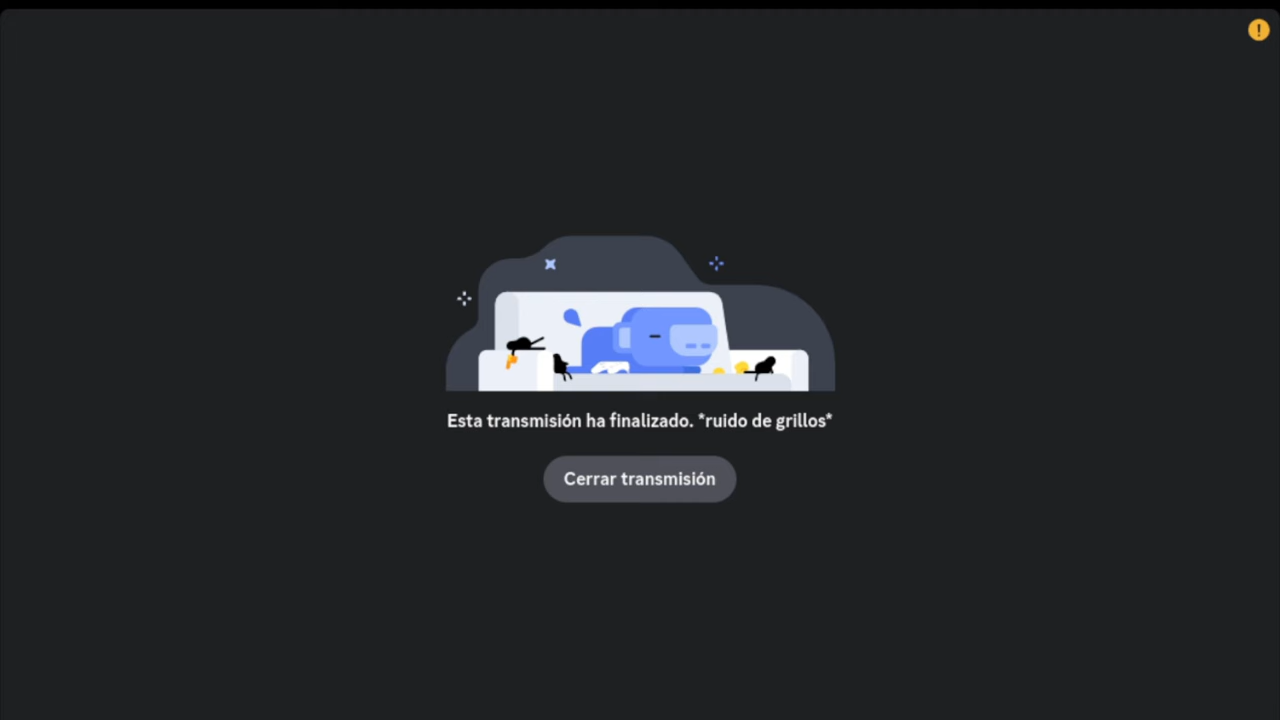 !
Esta transmisión ha finalizado. *ruido de grillos*
Cerrar transmisión